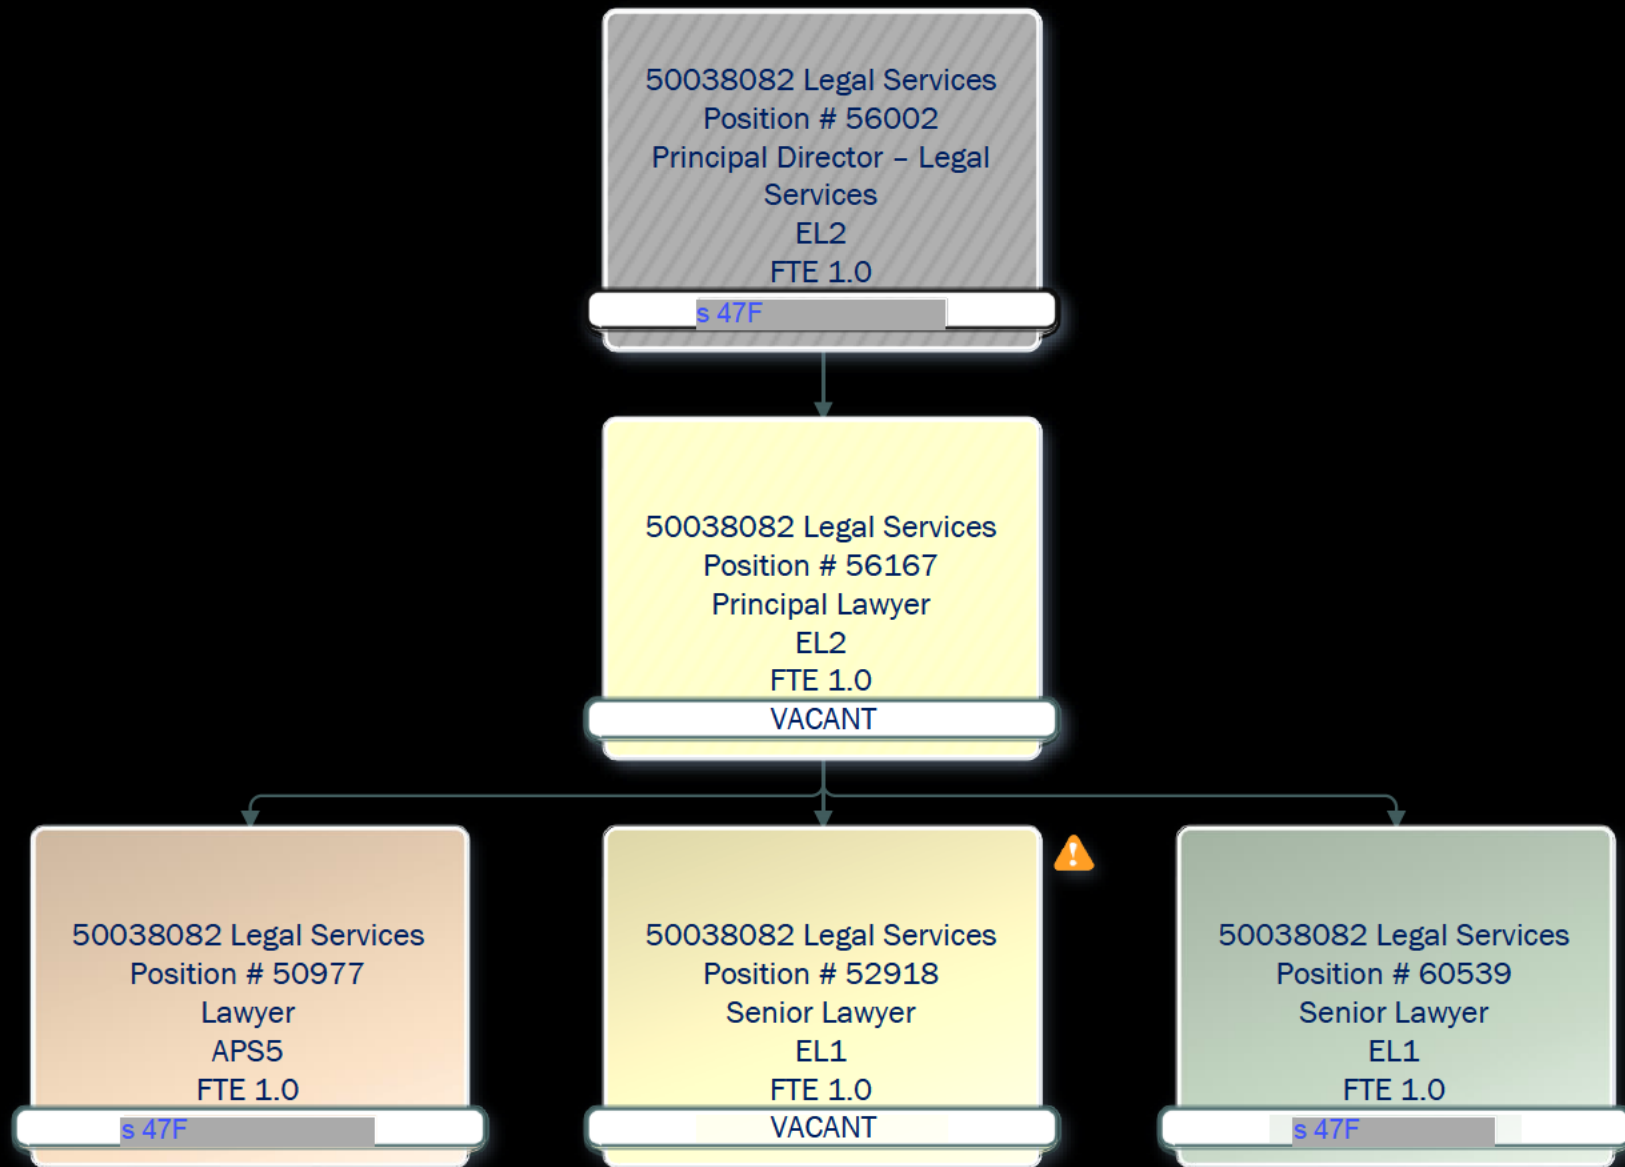 50038082 Legal Services
Position # 56002
Principal Director – Legal
Services
EL2
FTE 1.0
s 47F
50038082 Legal Services
Position # 56167
Principal Lawyer
EL2
FTE 1.0
VACANT
50038082 Legal Services
Position # 50977
Lawyer
APS5
FTE 1.0
s 47F
50038082 Legal Services
Position # 52918
Senior Lawyer
EL1
FTE 1.0
VACANT
50038082 Legal Services
Position # 60539
Senior Lawyer
EL1
FTE 1.0
s 47F